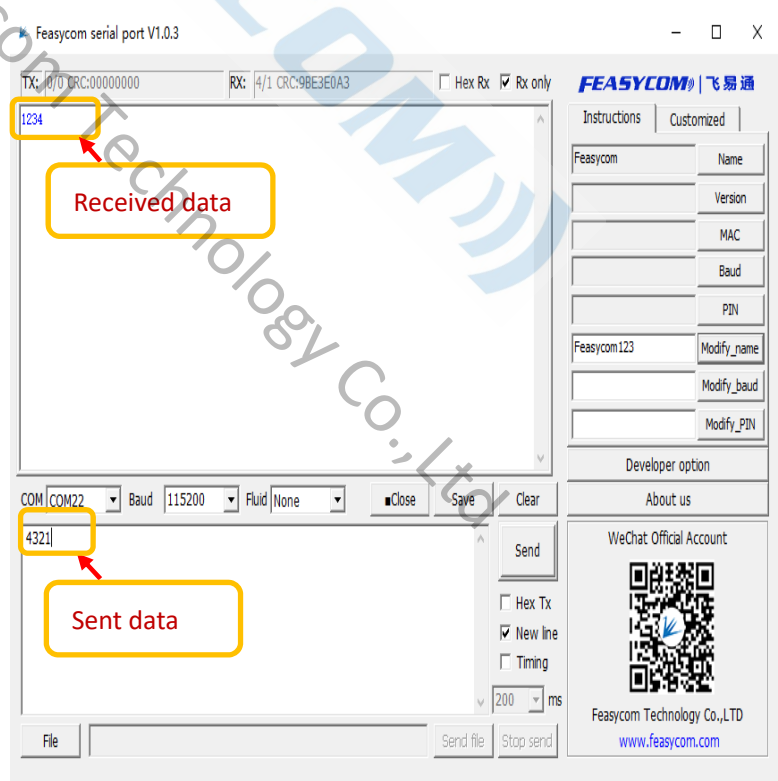 Feasycom serial port V1.0.3
TX: 0/0 CRC:00000000 RX: 4/1 CRC:9BE3E0A3 Hex Rx Rx only
FEASYCOM 飞易通
1234
Received data
Instructions Customized
Feasycom Name
Version
MAC
Baud
PIN
Feasycom123 Modify_name
Modify_baud
Modify_PIN
Developer option
About us
COM COM22 Baud 115200 Fluid None Close Save Clear
4321
Sent data
Send
Hex Tx
New line
Timing
200 ms
File Send file Stop send
WeChat Official Account
Feasycom Technology Co.,LTD
www.feasycom.com
com Technology Co., Ltd